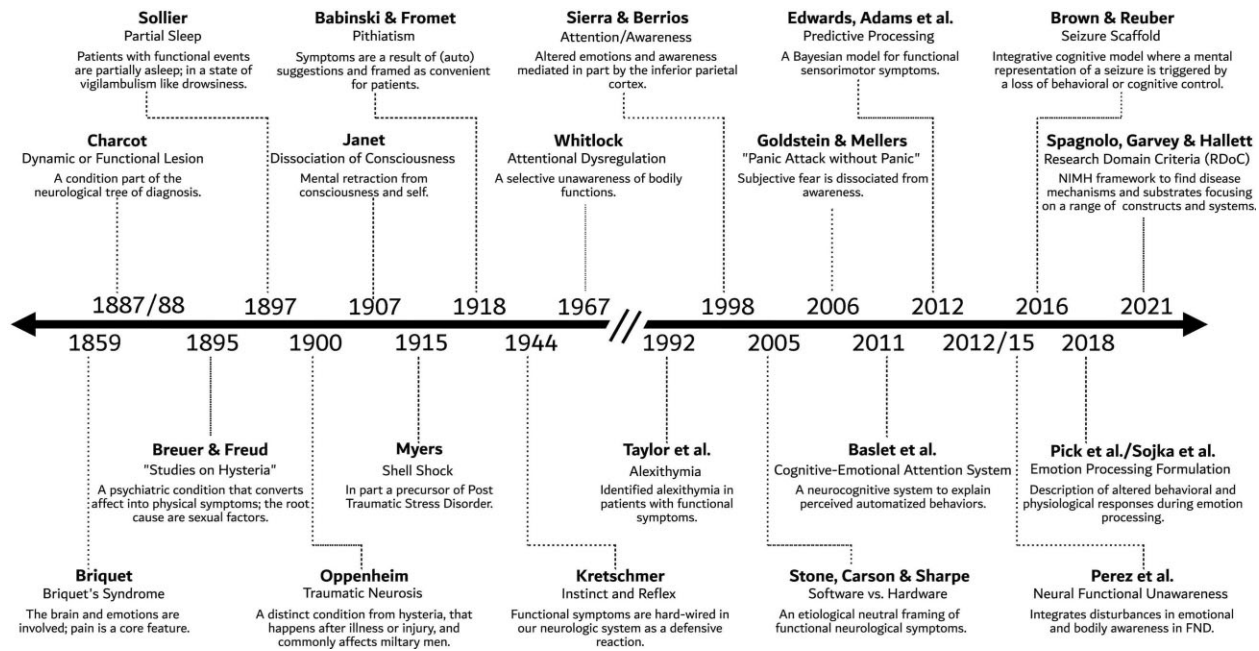 Sollier
Partial Sleep
Patients with functional events
are partially asleep; in a state of
vigilambulism like drowsiness.
Babinski & Fromet
Pithiatism
Symptoms are a result of (auto)
suggestions and framed as convenient
for patients.
Sierra & Berrios
Attention/Awareness
Altered emotions and awareness
mediated in part by the inferior parietal
cortex.
Edwards, Adams et al.
Predictive Processing
A Bayesian model for functional
sensorimotor symptoms.
Brown & Reuber
Seizure Scaffold
Integrative cognitive model where a mental
representation of a seizure is triggered by
a loss of behavioral or cognitive control.
Charcot
Dynamic or Functional Lesion
A condition part of the
neurological tree of diagnosis.
Janet
Dissociation of Consciousness
Mental retraction from
consciousness and self.
Whitlock
Attentional Dysregulation
A selective unawareness of bodily
functions.
Goldstein & Mellers
"Panic Attack without Panic"
Subjective fear is dissociated from
awareness.
Spagnolo, Garvey & Hallett
Research Domain Criteria (RDoC)
NIMH framework to find disease
mechanisms and substrates focusing
on a range of constructs and systems.
1887/88 1897 1907 1918 1967 1998 2006 2012 2016 2021
1859 1895 1900 1915 1944 1992 2005 2011 2012/15 2018
Breuer & Freud
"Studies on Hysteria"
A psychiatric condition that converts
affect into physical symptoms; the root
cause are sexual factors.
Myers
Shell Shock
In part a precursor of Post
Traumatic Stress Disorder.
Taylor et al.
Alexithymia
Identified alexithymia in
patients with functional
symptoms.
Baslet et al.
Cognitive-Emotional Attention System
A neurocognitive system to explain
perceived automatized behaviors.
Pick et al./Sojka et al.
Emotion Processing Formulation
Description of altered behavioral and
physiological responses during emotion
processing.
Briquet
Briquet's Syndrome
The brain and emotions are
involved; pain is a core feature.
Oppenheim
Traumatic Neurosis
A distinct condition from hysteria, that
happens after illness or injury, and
commonly affects miltary men.
Kretschmer
Instinct and Reflex
Functional symptoms are hard-wired in
our neurologic system as a defensive
reaction.
Stone, Carson & Sharpe
Software vs. Hardware
An etiological neutral framing of
functional neurological symptoms.
Perez et al.
Neural Functional Unawareness
Integrates disturbances in emotional
and bodily awareness in FND.